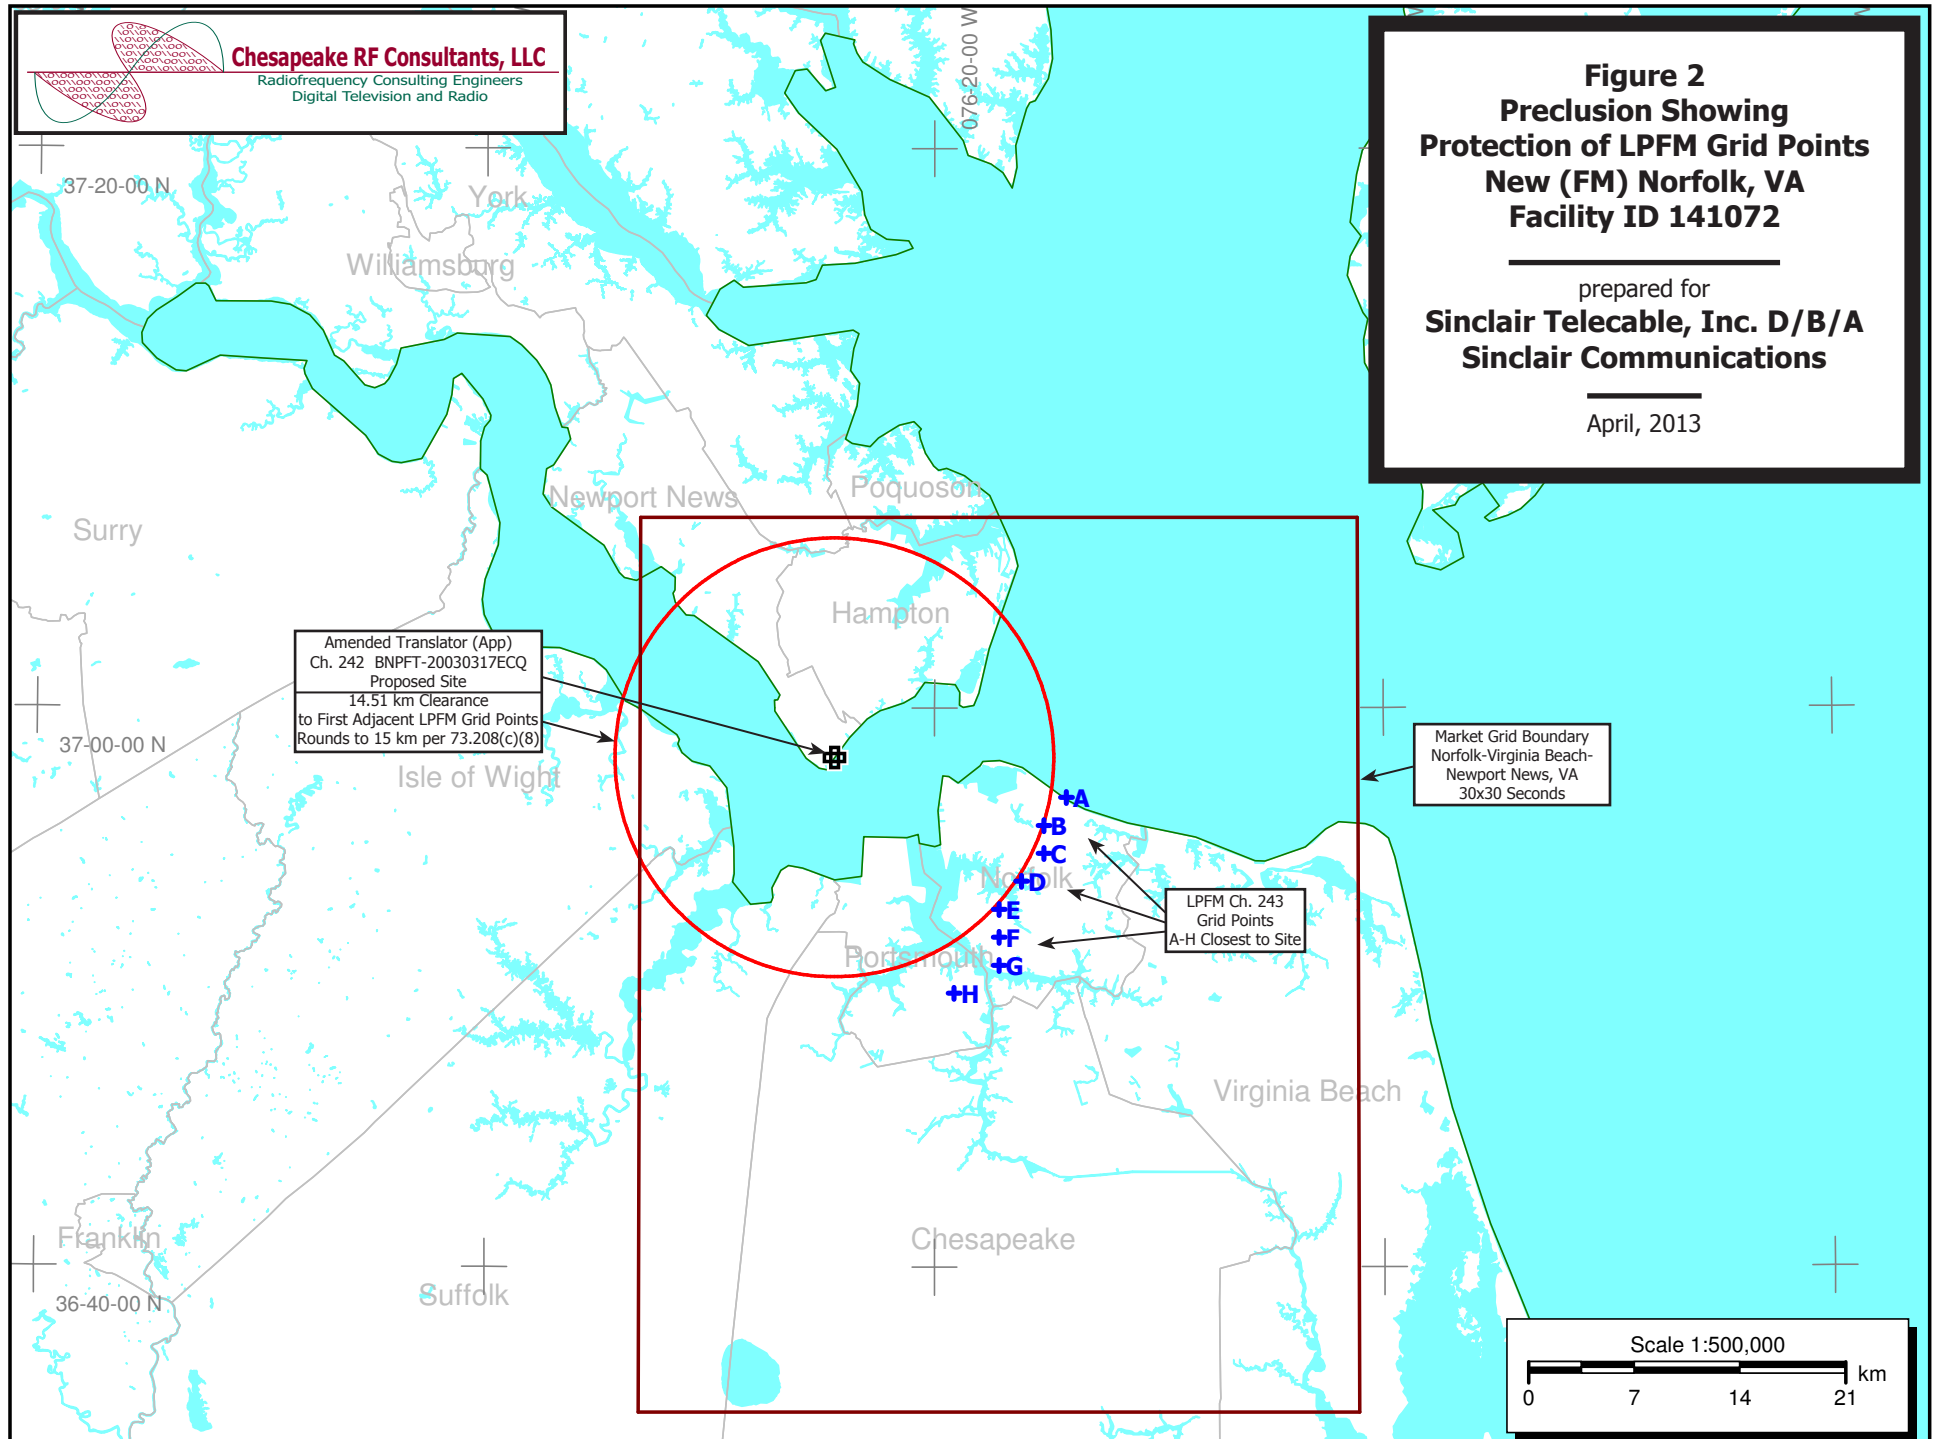 Chesapeake RF Consultants, LLC
Radiofrequency Consulting Engineers
Digital Television and Radio
076-20-00 W
Figure 2
Preclusion Showing
Protection of LPFM Grid Points
New (FM) Norfolk, VA
Facility ID 141072
prepared for
Sinclair Telecable, Inc. D/B/A
Sinclair Communications
April, 2013
37-20-00 N
York
Williamsburg
Newport News
Poquoson
Surry
Hampton
Amended Translator (App)
Ch. 242 BNPFT-20030317ECQ
Proposed Site
14.51 km Clearance
to First Adjacent LPFM Grid Points
Rounds to 15 km per 73.208(c)(8)
37-00-00 N
Isle of Wight
Market Grid Boundary
Norfolk-Virginia Beach-
Newport News, VA
30x30 Seconds
A
B
C
Norfolk
D
E
F
Portsmouth
G
H
LPFM Ch. 243
Grid Points
A-H Closest to Site
Virginia Beach
Franklin
Chesapeake
Suffolk
36-40-00 N
Scale 1:500,000
km
0 7 14 21